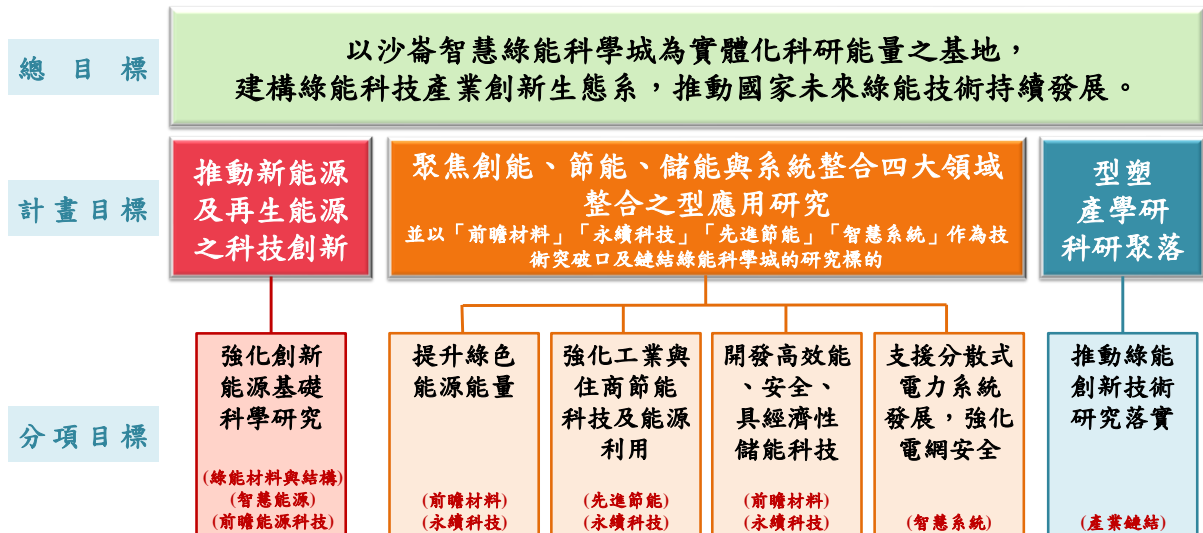 總目標
以沙崙智慧綠能科學城為實體化科研能量之基地，
建構綠能科技產業創新生態系，推動國家未來綠能技術持續發展。
計畫目標
推動新能源
及再生能源
之科技創新
聚焦創能、節能、儲能與系統整合四大領域
整合之型應用研究
並以「前瞻材料」「永續科技」「先進節能」「智慧系統」作為技
術突破口及鏈結綠能科學城的研究標的
型塑
產學研
科研聚落
分項目標
強化創新
能源基礎
科學研究
(綠能材料與結構)
(智慧能源)
(前瞻能源科技)
提升綠色
能源能量
(前瞻材料)
(永續科技)
強化工業與
住商節能
科技及能源
利用
(先進節能)
(永續科技)
開發高效能
、安全、
具經濟性
儲能科技
(前瞻材料)
(永續科技)
支援分散式
電力系統
發展，強化
電網安全
(智慧系統)
推動綠能
創新技術
研究落實
(產業鏈結)